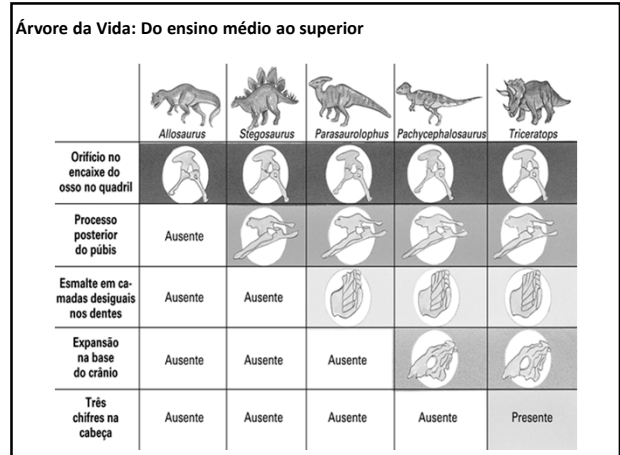 Árvore da Vida: Do ensino médio ao superior
Allosaurus Stegosaurus Parasaurolophus Pachycephalosaurus Triceratops
Orifício no
encaixe do
osso no quadril
Processo
posterior
do púbis
Ausente
Esmalte em ca-
madas desiguais
nos dentes
Ausente Ausente
Expansão
na base
do crânio
Ausente Ausente Ausente
Três
chifres na
cabeça
Ausente Ausente Ausente Ausente Presente